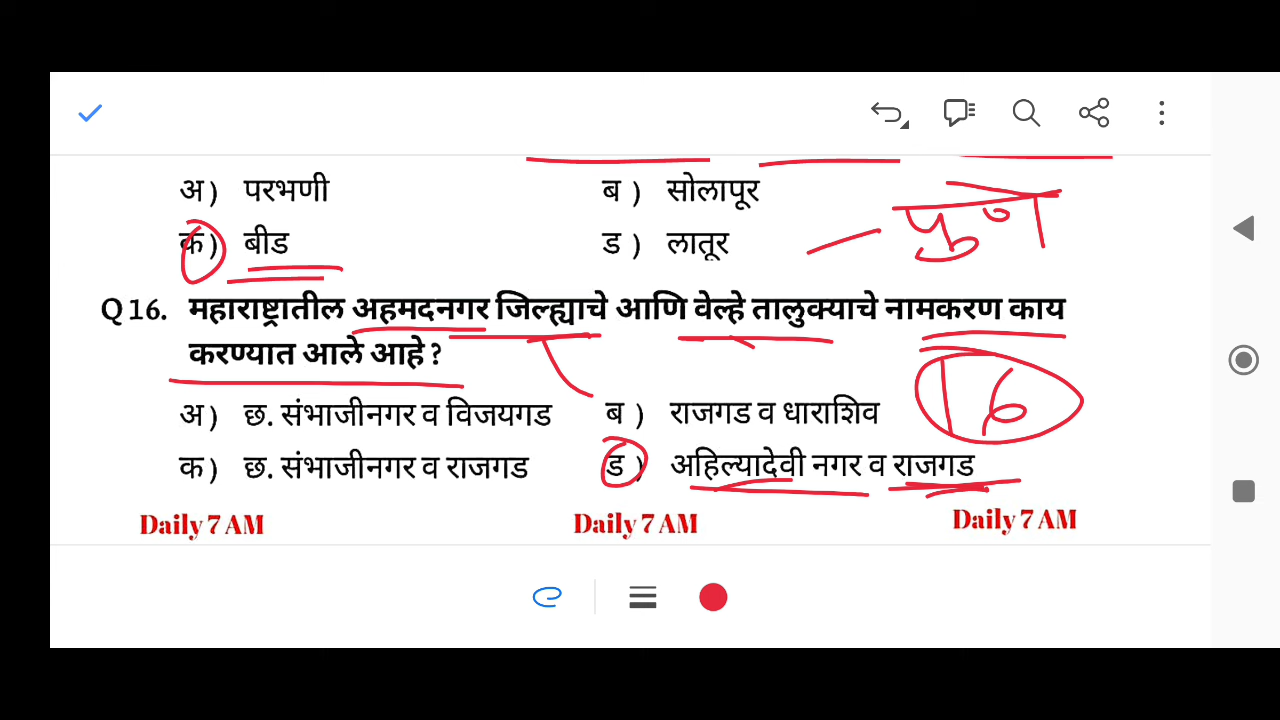 अ ) परभणी ब ) सोलापूर
पुणे
क ) बीड ड ) लातूर
Q 16. महाराष्ट्रातील अहमदनगर जिल्ह्याचे आणि वेल्हे तालुक्याचे नामकरण काय
करण्यात आले आहे ?
16
अ ) छ. संभाजीनगर व विजयगड ब ) राजगड व धाराशिव
क ) छ. संभाजीनगर व राजगड ड ) अहिल्यादेवी नगर व राजगड
Daily 7 AM Daily 7 AM Daily 7 AM